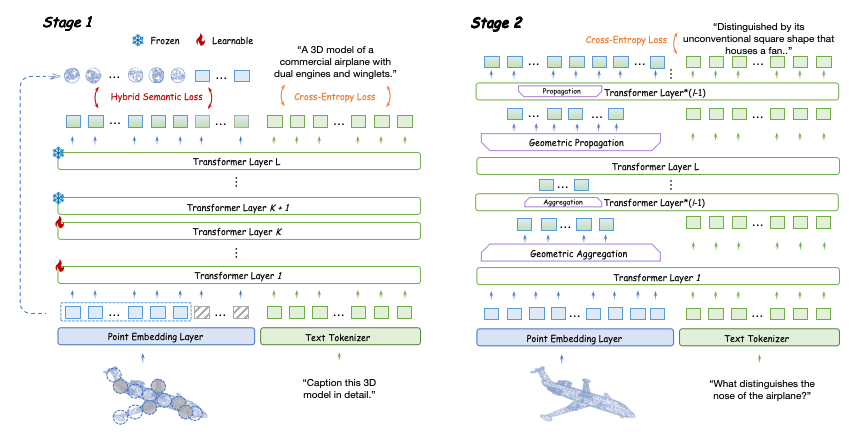 Stage 1
Frozen
Learnable
“A 3D model of a
commercial airplane with
dual engines and winglets.”
...
...
Hybrid Semantic Loss
Cross-Entropy Loss
...
...
...
Transformer Layer L
⋮
Transformer Layer K + 1
Transformer Layer K
⋮
Transformer Layer 1
...
...
...
Point Embedding Layer
Text Tokenizer
“Caption this 3D
model in detail.”
Stage 2
“Distinguished by its
unconventional square shape that
houses a fan..”
Cross-Entropy Loss
...
...
...
⋮
Propagation
Transformer Layer*(l-1)
...
...
...
Geometric Propagation
Transformer Layer L
...
⋮
Aggregation
Transformer Layer*(l-1)
...
...
Geometric Aggregation
Transformer Layer 1
...
...
Point Embedding Layer
Text Tokenizer
“What distinguishes the
nose of the airplane?”